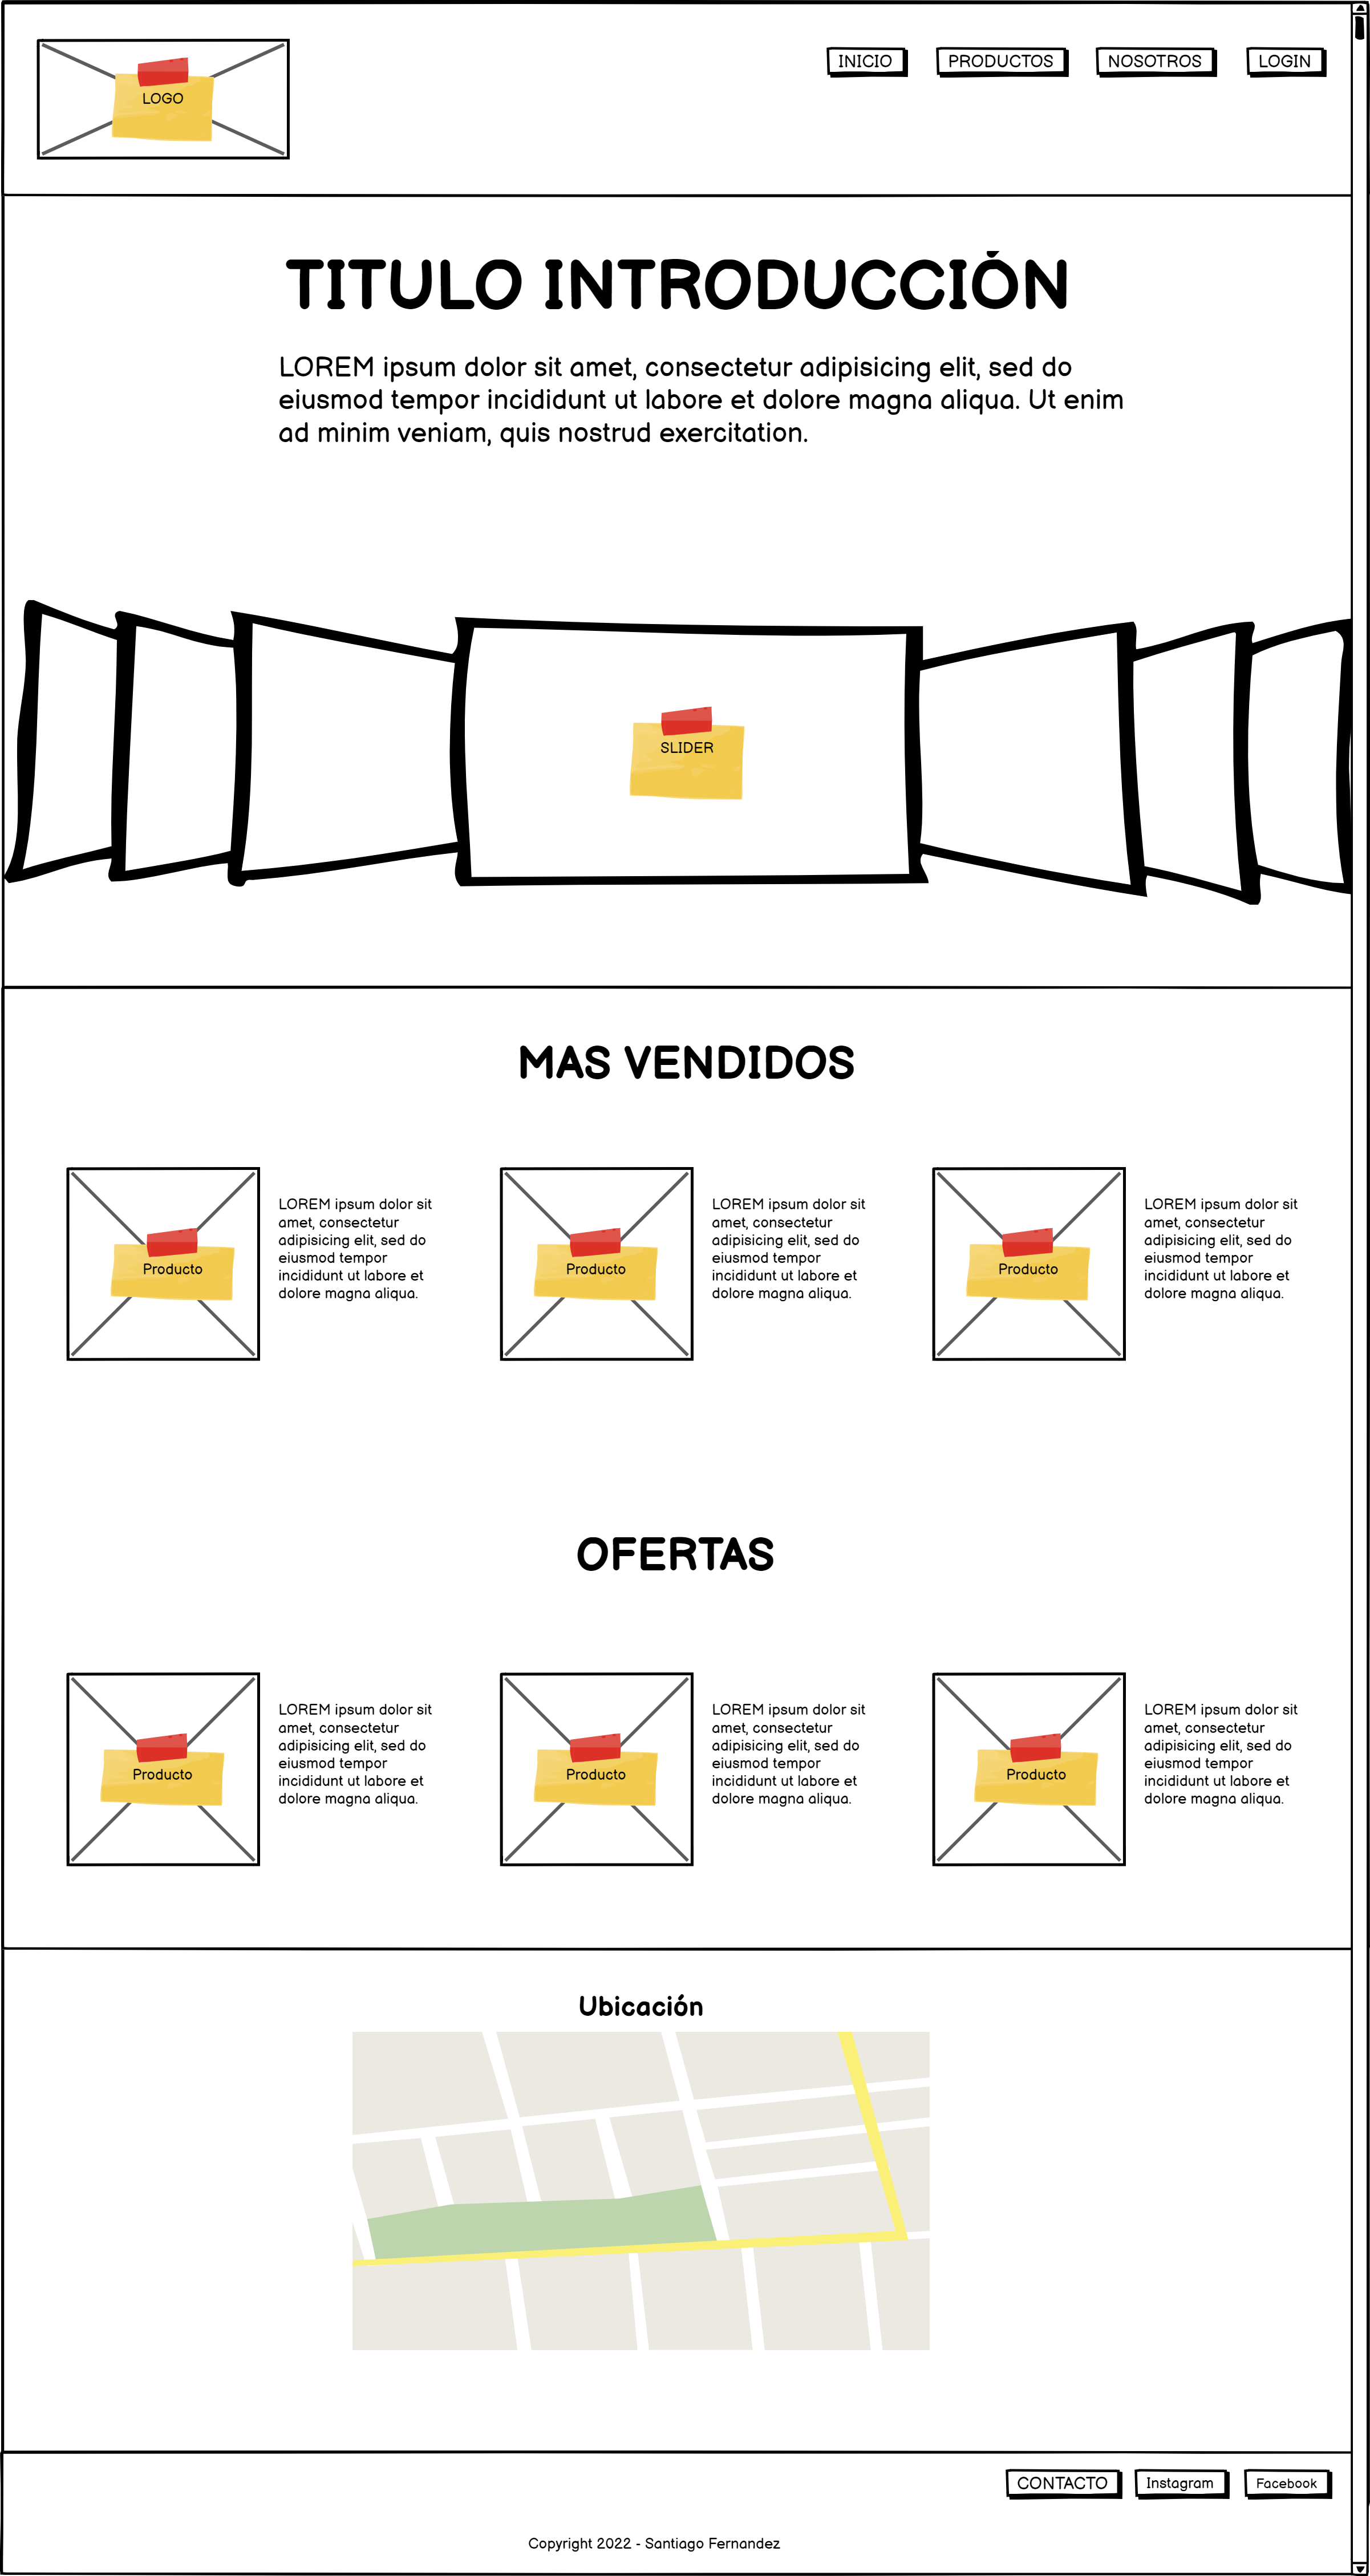 LOGO
INICIO
PRODUCTOS
NOSOTROS
LOGIN
TITULO INTRODUCCIÓN
LOREM ipsum dolor sit amet, consectetur adipisicing elit, sed do
eiusmod tempor incididunt ut labore et dolore magna aliqua. Ut enim
ad minim veniam, quis nostrud exercitation.
SLIDER
MAS VENDIDOS
Producto
LOREM ipsum dolor sit
amet, consectetur
adipisicing elit, sed do
eiusmod tempor
incididunt ut labore et
dolore magna aliqua.
Producto
LOREM ipsum dolor sit
amet, consectetur
adipisicing elit, sed do
eiusmod tempor
incididunt ut labore et
dolore magna aliqua.
Producto
LOREM ipsum dolor sit
amet, consectetur
adipisicing elit, sed do
eiusmod tempor
incididunt ut labore et
dolore magna aliqua.
OFERTAS
Producto
LOREM ipsum dolor sit
amet, consectetur
adipisicing elit, sed do
eiusmod tempor
incididunt ut labore et
dolore magna aliqua.
Producto
LOREM ipsum dolor sit
amet, consectetur
adipisicing elit, sed do
eiusmod tempor
incididunt ut labore et
dolore magna aliqua.
Producto
LOREM ipsum dolor sit
amet, consectetur
adipisicing elit, sed do
eiusmod tempor
incididunt ut labore et
dolore magna aliqua.
Ubicación
CONTACTO
Instagram
Facebook
Copyright 2022 - Santiago Fernandez